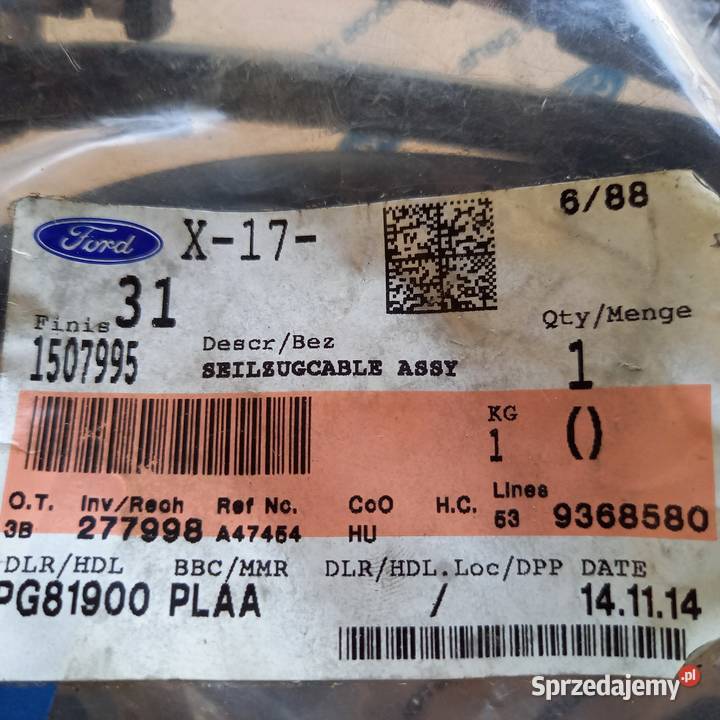 Ford X-17- 6/88
31
Finis Descr/Bez Qty/Menge
1507995 SEILZUGCABLE ASSY 1
KG
1 ()
O.T. Inv/Rech Ref No. CoO H.C. Lines
3B 277998 A47454 HU 53 9368580
DLR/HDL BBC/MMR DLR/HDL.Loc/DPP DATE
PG81900 PLAA / 14.11.14
Sprzedajemy.pl